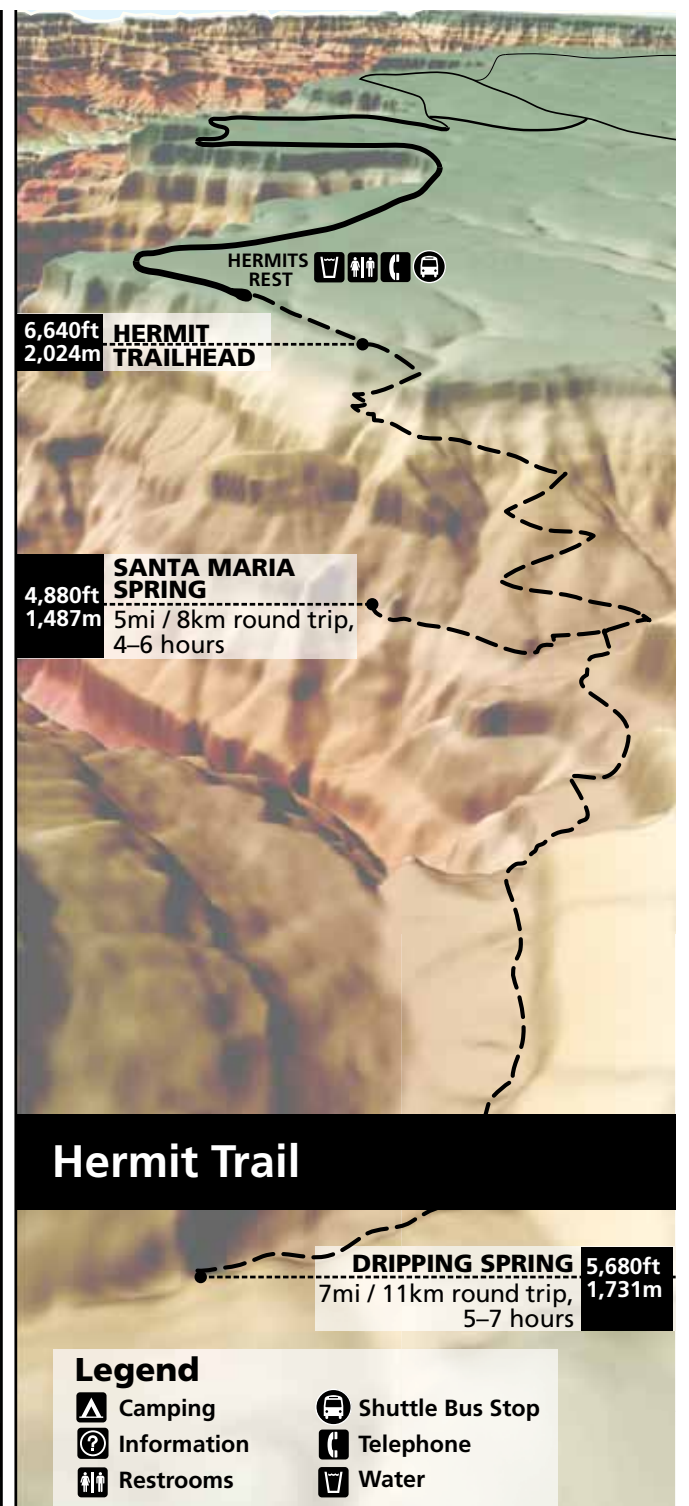 HERMITS
REST
6,640ft
2,024m
HERMIT
TRAILHEAD
4,880ft
1,487m
SANTA MARIA
SPRING
5mi / 8km round trip,
4–6 hours
Hermit Trail
DRIPPING SPRING
7mi / 11km round trip,
5–7 hours
5,680ft
1,731m
Legend
Camping
Information
Restrooms
Shuttle Bus Stop
Telephone
Water